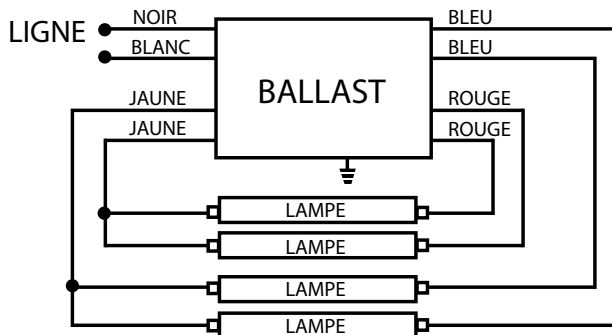 LIGNE
NOIR
BLANC
JAUNE
JAUNE
BALLAST
BLEU
BLEU
ROUGE
ROUGE
LAMPE
LAMPE
LAMPE
LAMPE